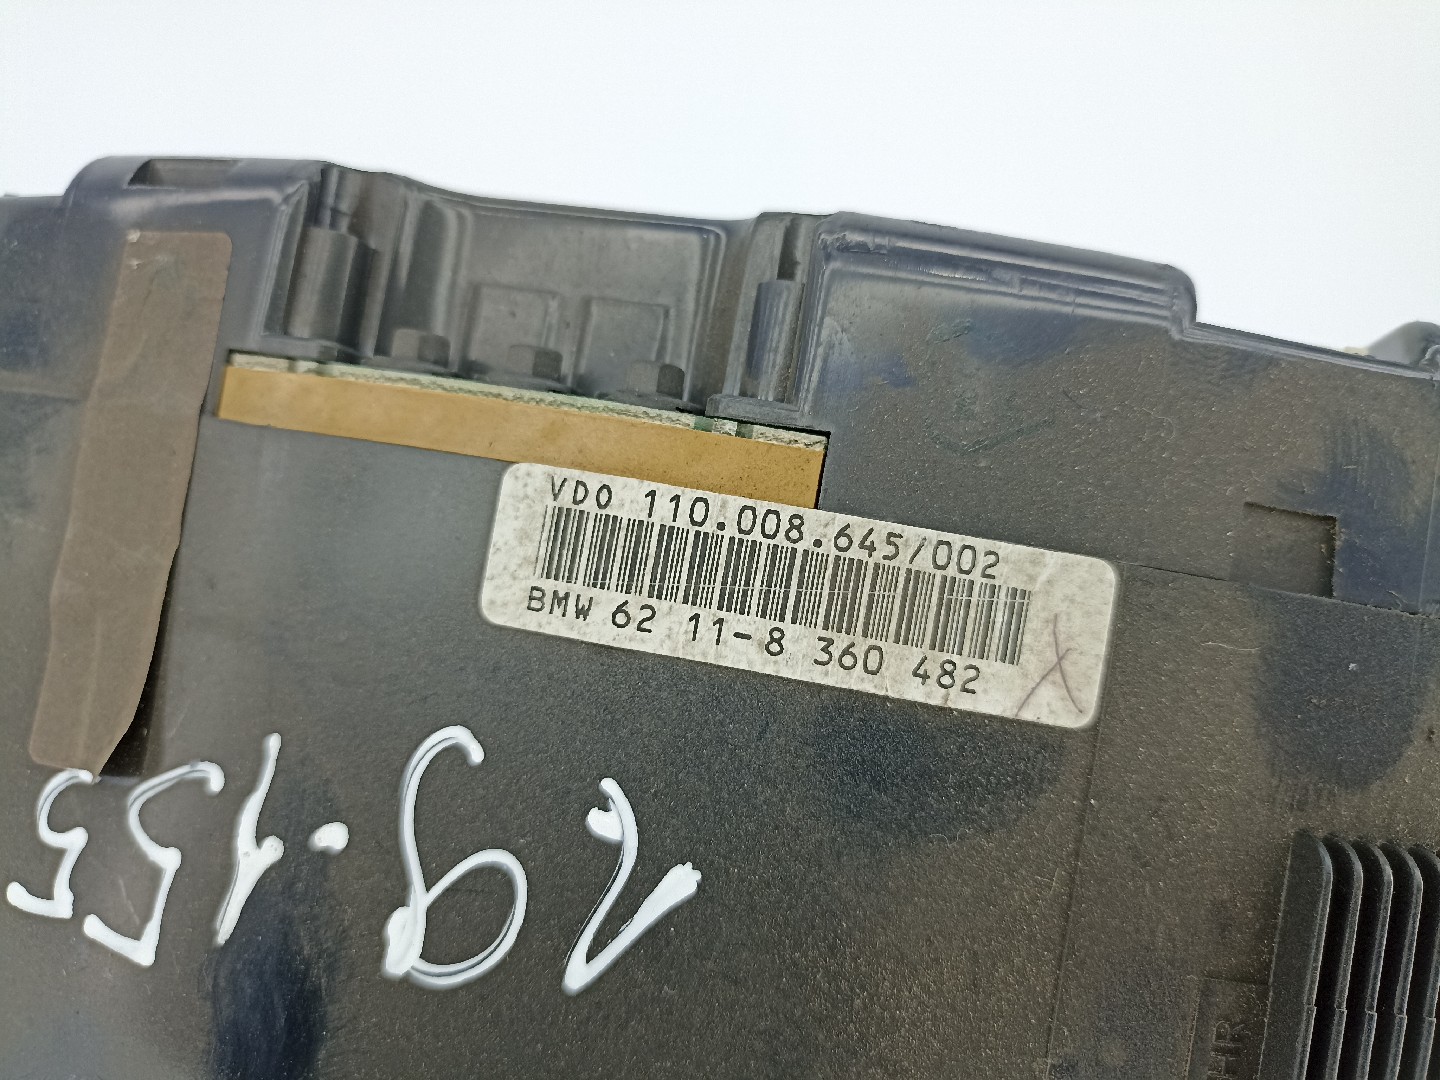 VDO 110.008.645/002
BMW 62 11-8 360 482
X
29.155